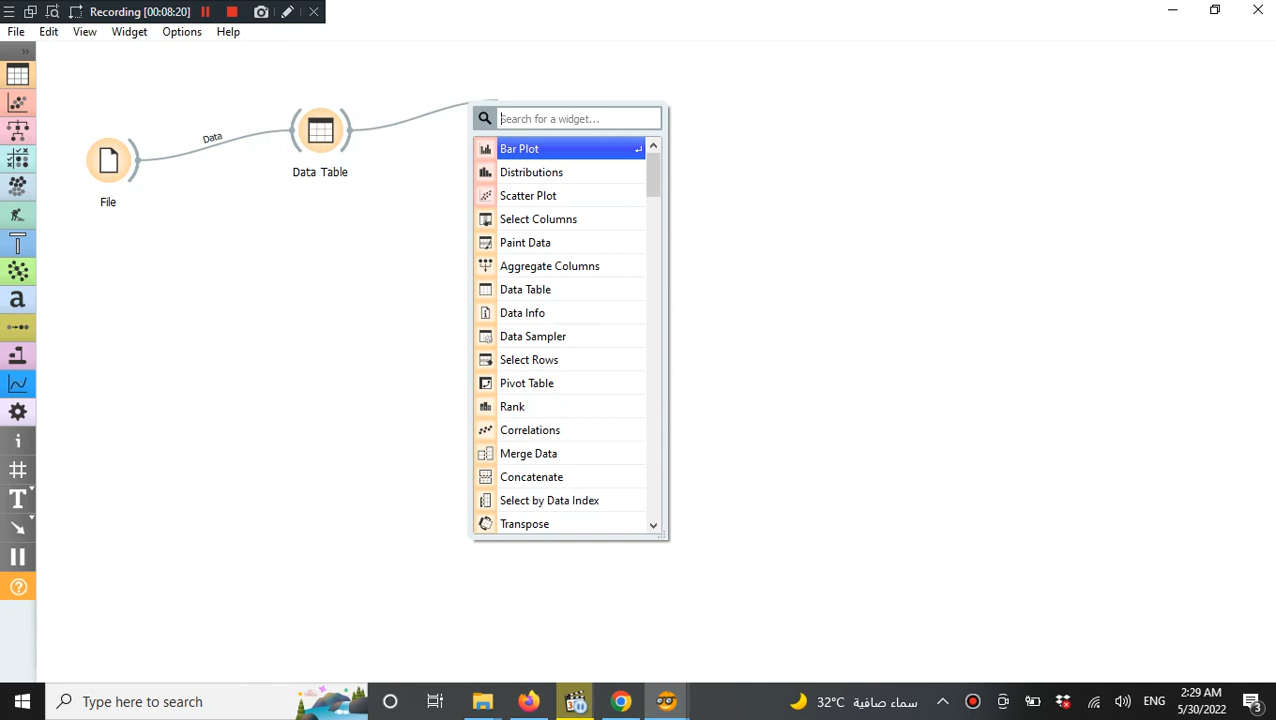 Recording [00:08:20]
File Edit View Widget Options Help
Data
File
Data Table
Search for a widget...
Bar Plot
Distributions
Scatter Plot
Select Columns
Paint Data
Aggregate Columns
Data Table
Data Info
Data Sampler
Select Rows
Pivot Table
Rank
Correlations
Merge Data
Concatenate
Select by Data Index
Transpose
a
T
Type here to search
32°C سماء صافية
ENG
2:29 AM
5/30/2022
3